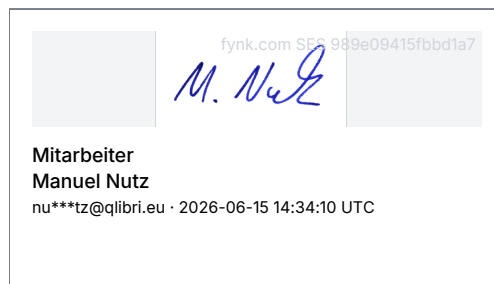 fynk.com SES 989e09415fbbd1a7
M. Nutz
Mitarbeiter
Manuel Nutz
nu***tz@qlibri.eu · 2026-06-15 14:34:10 UTC